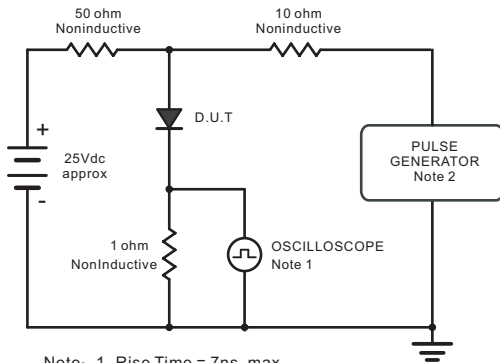 50 ohm
Noninductive
10 ohm
Noninductive
D.U.T
+
25Vdc
approx
-
PULSE
GENERATOR
Note 2
1 ohm
NonInductive
OSCILLOSCOPE
Note 1
Note: 1. Rise Time = 7ns max.